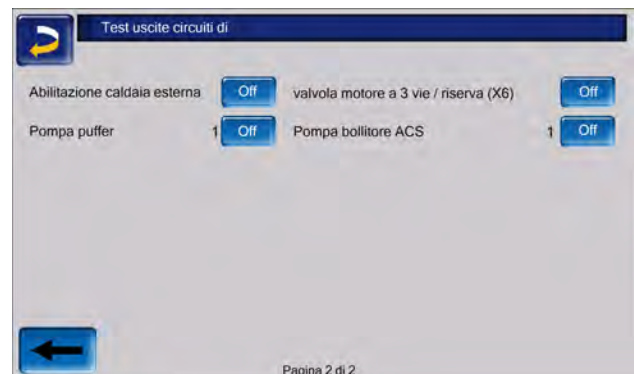 Test uscite circuiti di
Abilitazione caldaia esterna Off valvola motore a 3 vie / riserva (X6) Off
Pompa puffer 1 Off Pompa bollitore ACS 1 Off
Pagina 2 di 2